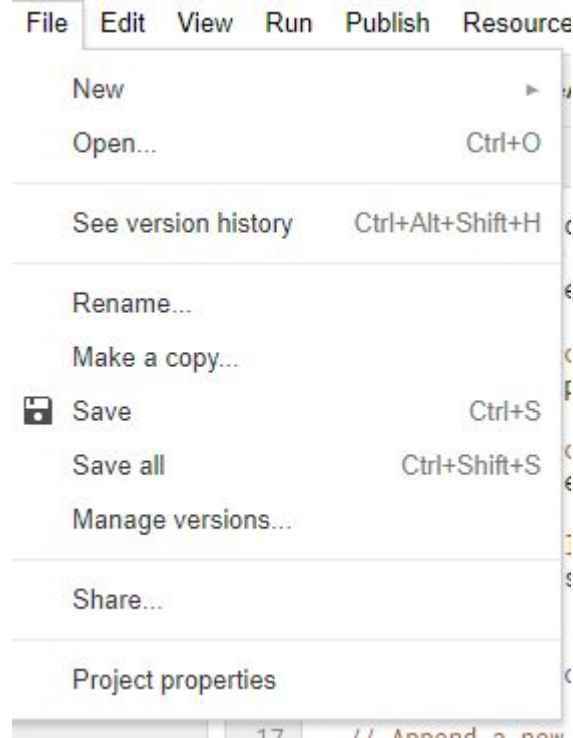 File Edit View Run Publish Resource
New
Open... Ctrl+O
See version history Ctrl+Alt+Shift+H
Rename...
Make a copy...
Save Ctrl+S
Save all Ctrl+Shift+S
Manage versions...
Share...
Project properties
17 // Append a new